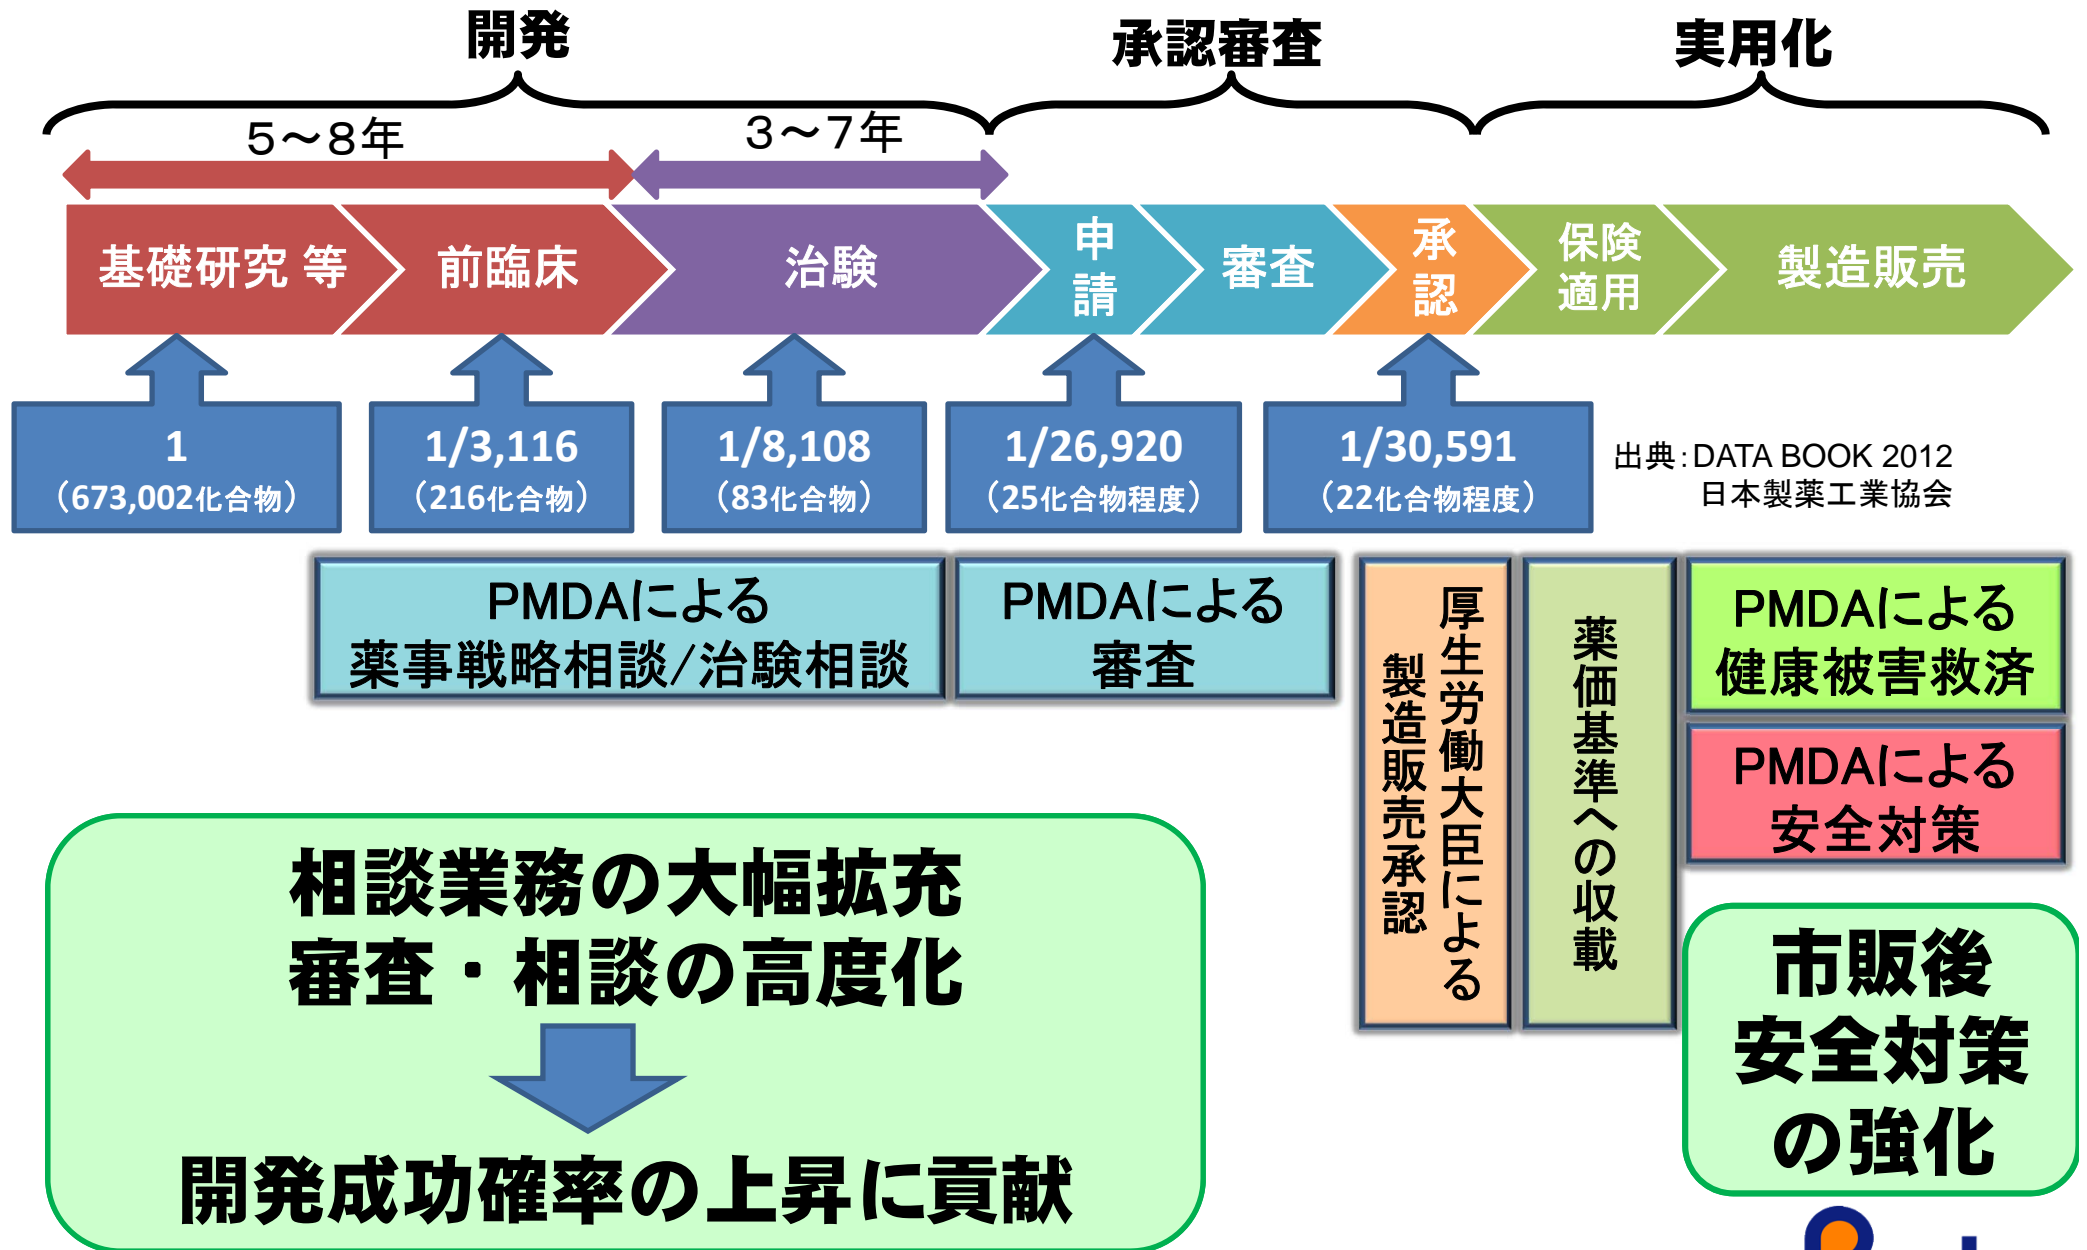 開発
承認審査
実用化
5～8年
3～7年
基礎研究 等
前臨床
治験
申請
審査
承認
保険
適用
製造販売
1
（673,002化合物）
1/3,116
（216化合物）
1/8,108
（83化合物）
1/26,920
（25化合物程度）
1/30,591
（22化合物程度）
出典：DATA BOOK 2012
日本製薬工業協会
PMDAによる
薬事戦略相談/治験相談
PMDAによる
審査
厚生労働大臣による
製造販売承認
薬価基準への収載
PMDAによる
健康被害救済
PMDAによる
安全対策
相談業務の大幅拡充
審査・相談の高度化
開発成功確率の上昇に貢献
市販後
安全対策
の強化